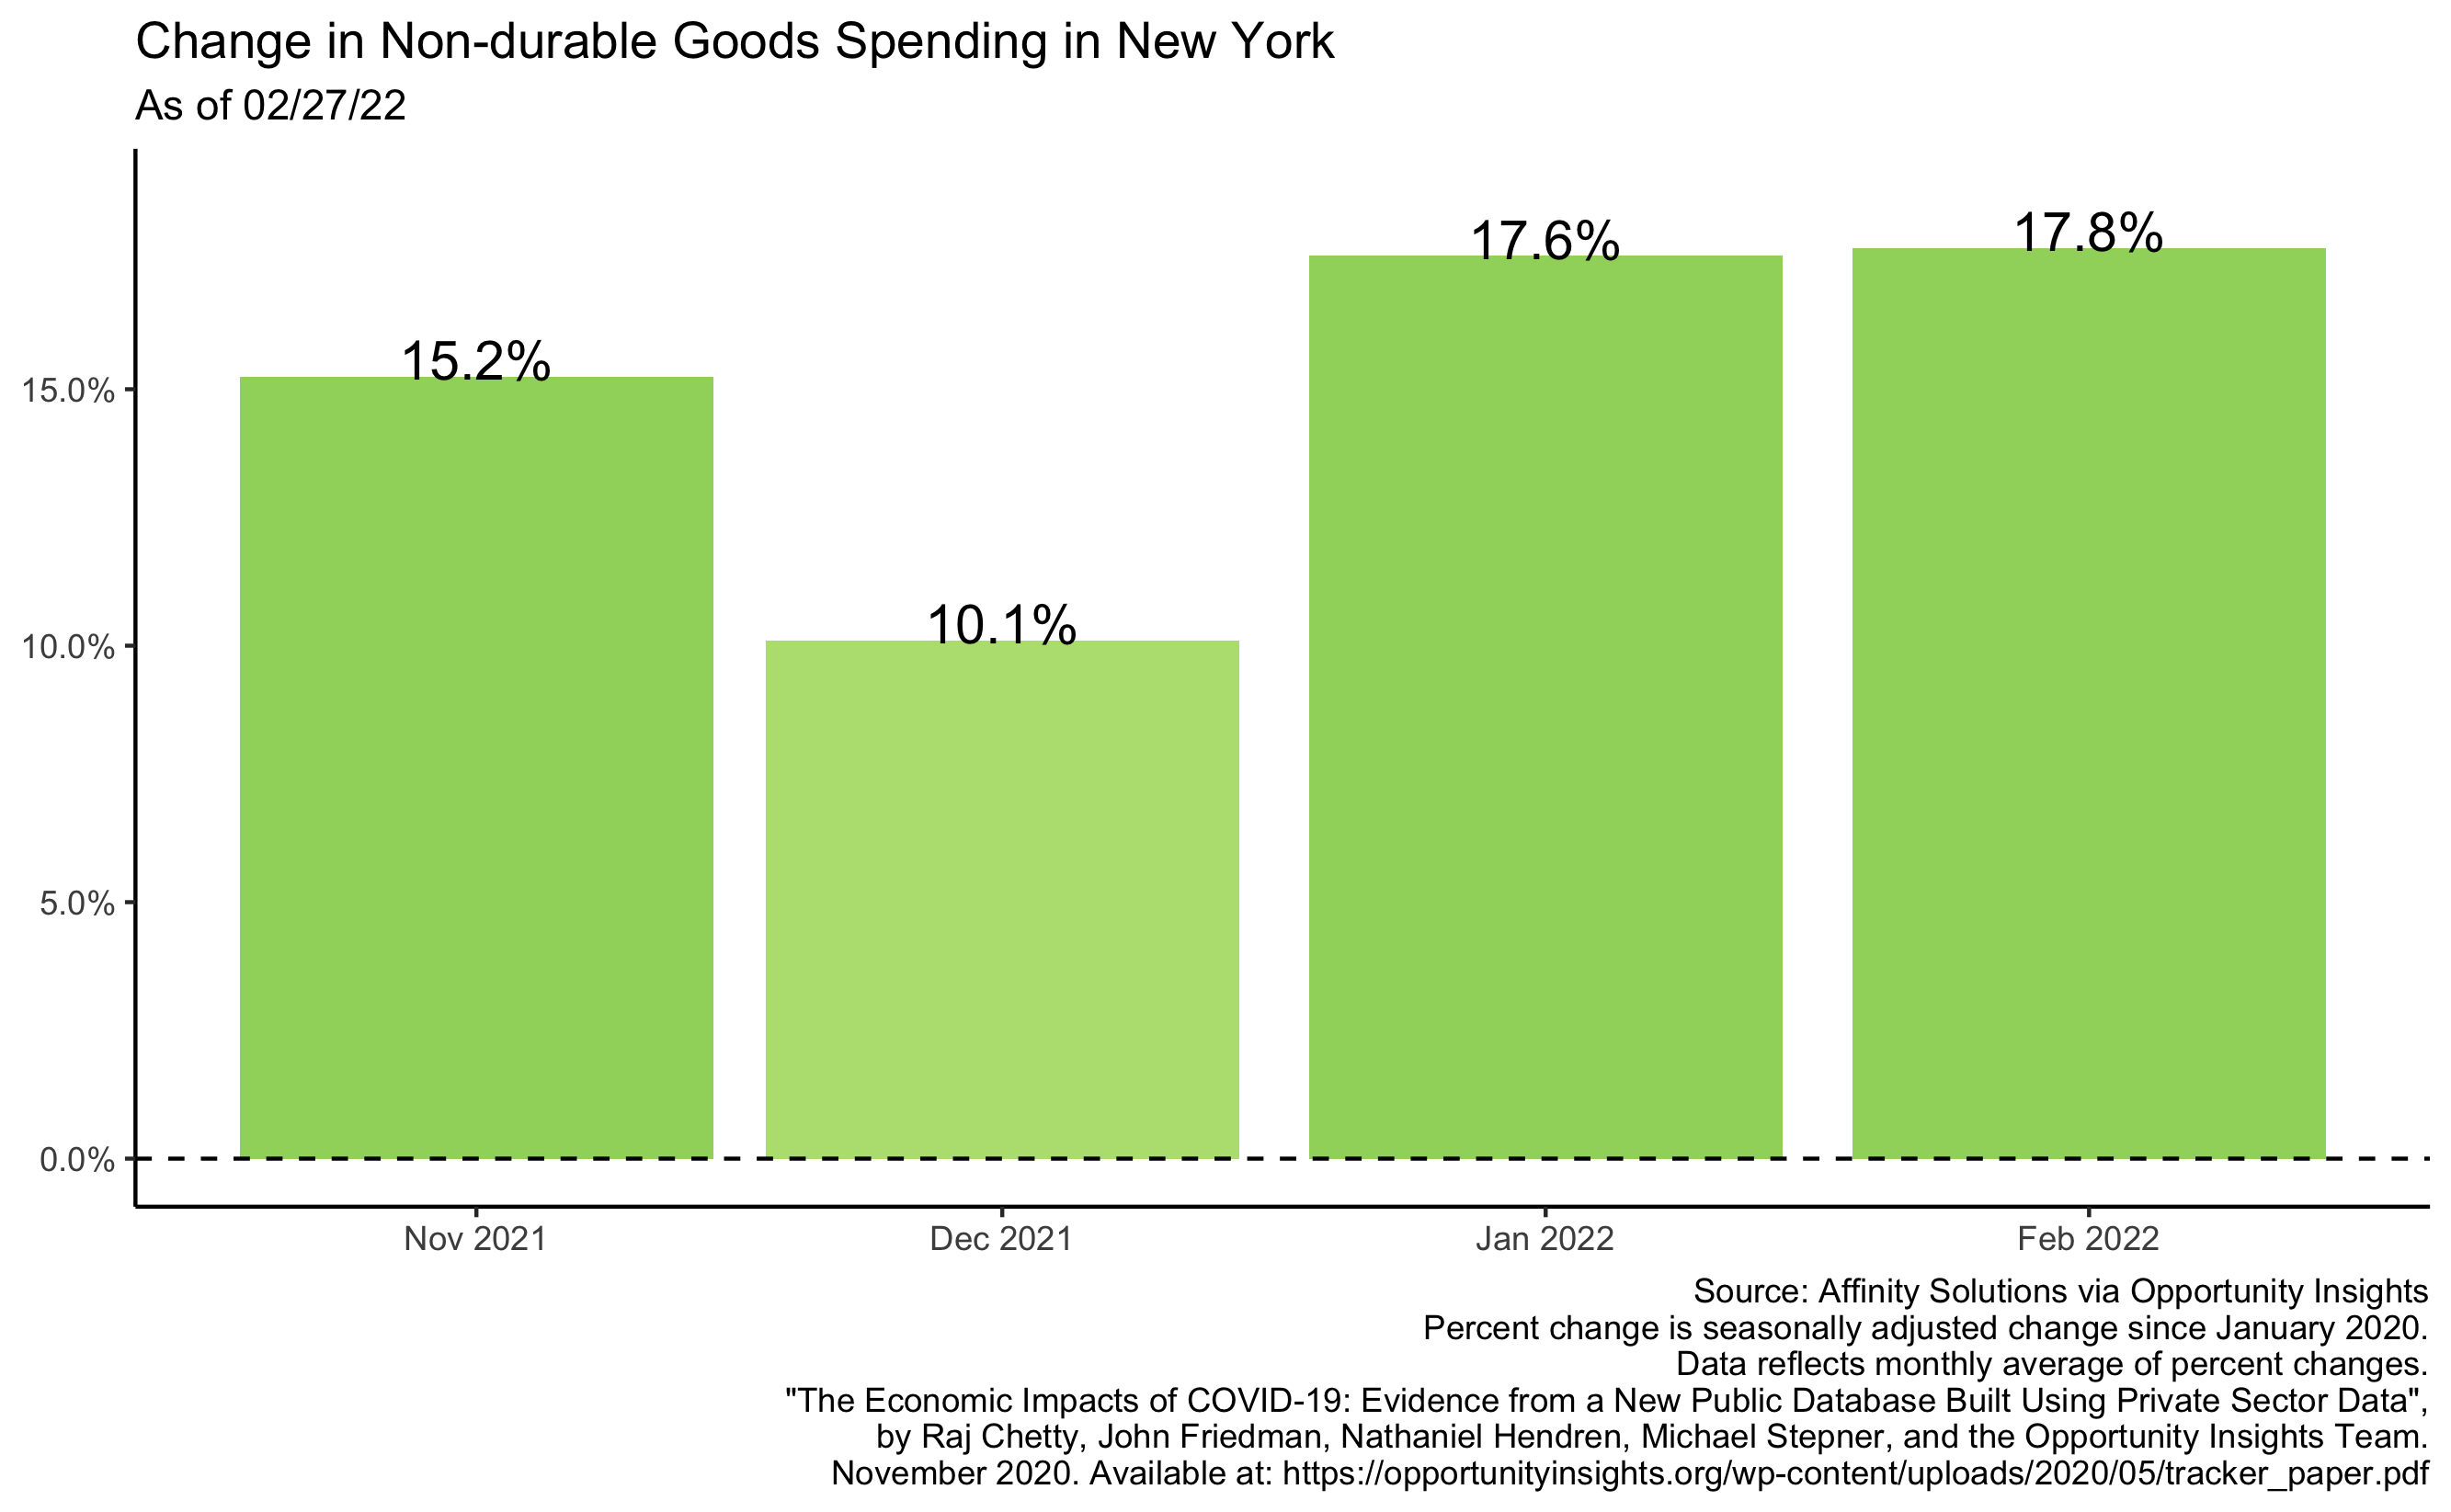 Change in Non-durable Goods Spending in New York
As of 02/27/22
15.0%
10.0%
5.0%
0.0%
15.2%
10.1%
17.6%
17.8%
Nov 2021
Dec 2021
Jan 2022
Feb 2022
Source: Affinity Solutions via Opportunity Insights
Percent change is seasonally adjusted change since January 2020.
Data reflects monthly average of percent changes.
"The Economic Impacts of COVID-19: Evidence from a New Public Database Built Using Private Sector Data",
by Raj Chetty, John Friedman, Nathaniel Hendren, Michael Stepner, and the Opportunity Insights Team.
November 2020. Available at: https://opportunityinsights.org/wp-content/uploads/2020/05/tracker_paper.pdf